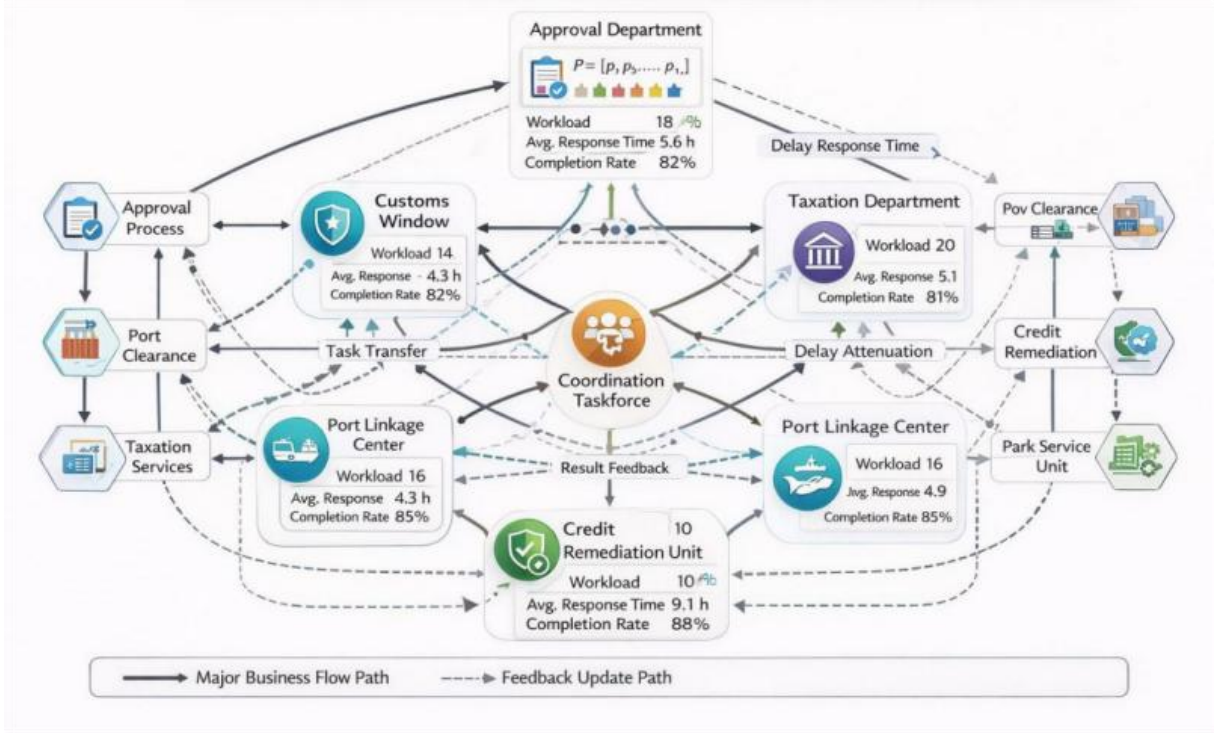 Approval Department
P = [p, p₅..... p₁,]
Workload 18
Avg. Response Time 5.6 h
Completion Rate 82%
Delay Response Time
Approval
Process
Customs
Window
Workload 14
Avg. Response - 4.3 h
Completion Rate 82%
Taxation Department
Workload 20
Avg. Response 5.1
Completion Rate 81%
Pov Clearance
Port
Clearance
Task Transfer
Coordination
Taskforce
Delay Attenuation
Credit
Remediation
Taxation
Services
Port Linkage
Center
Workload 16
Avg. Response 4.3 h
Completion Rate 85%
Result Feedback
Port Linkage Center
Workload 16
Jvg. Response 4.9
Completion Rate 85%
Park Service
Unit
Credit 10
Remediation Unit
Workload 10
Avg. Response Time 9.1 h
Completion Rate 88%
Major Business Flow Path
Feedback Update Path